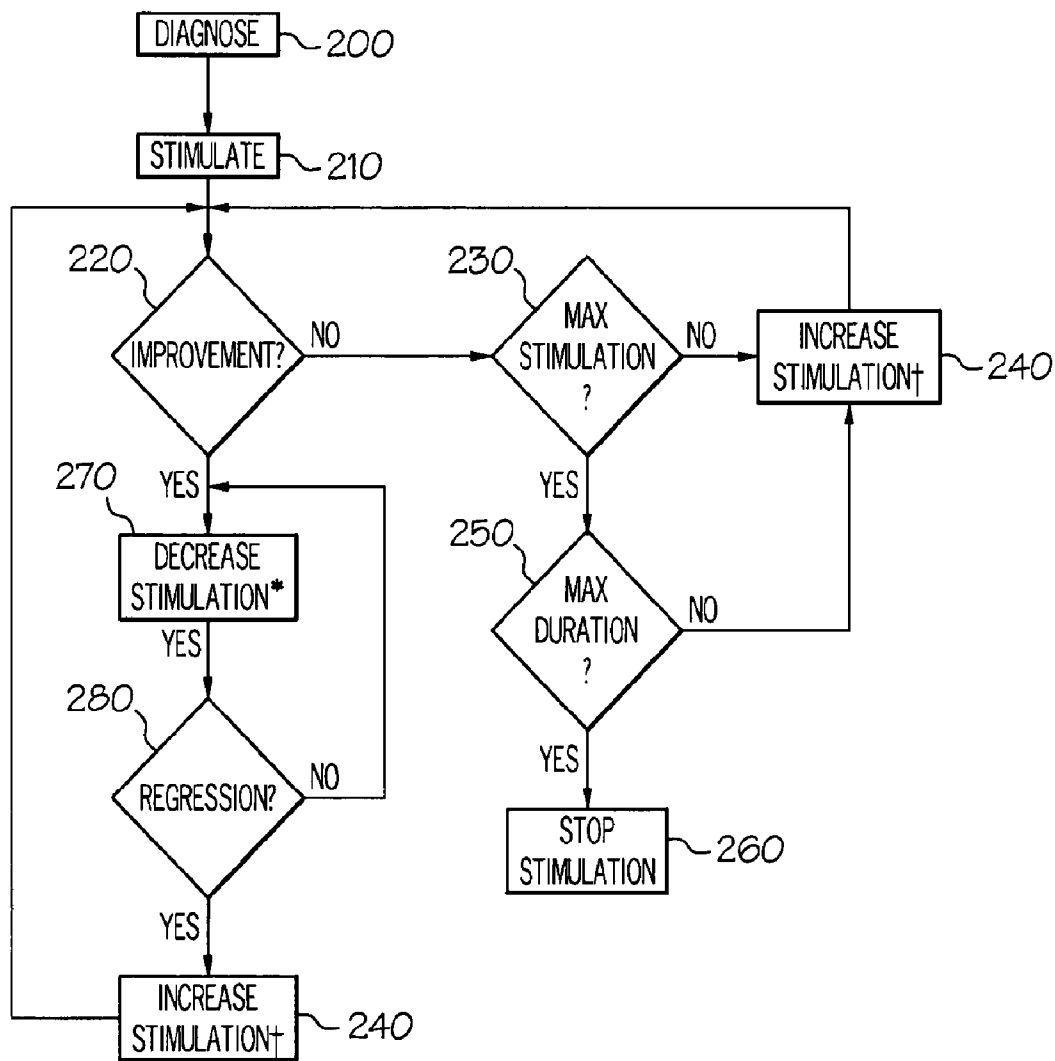 DIAGNOSE
200
STIMULATE
210
220
230
IMPROVEMENT?
NO
MAX
STIMULATION
?
NO
INCREASE
STIMULATION†
240
YES
YES
270
250
DECREASE
STIMULATION*
MAX
DURATION
?
NO
YES
280
YES
REGRESSION?
NO
STOP
STIMULATION
260
YES
INCREASE
STIMULATION†
240